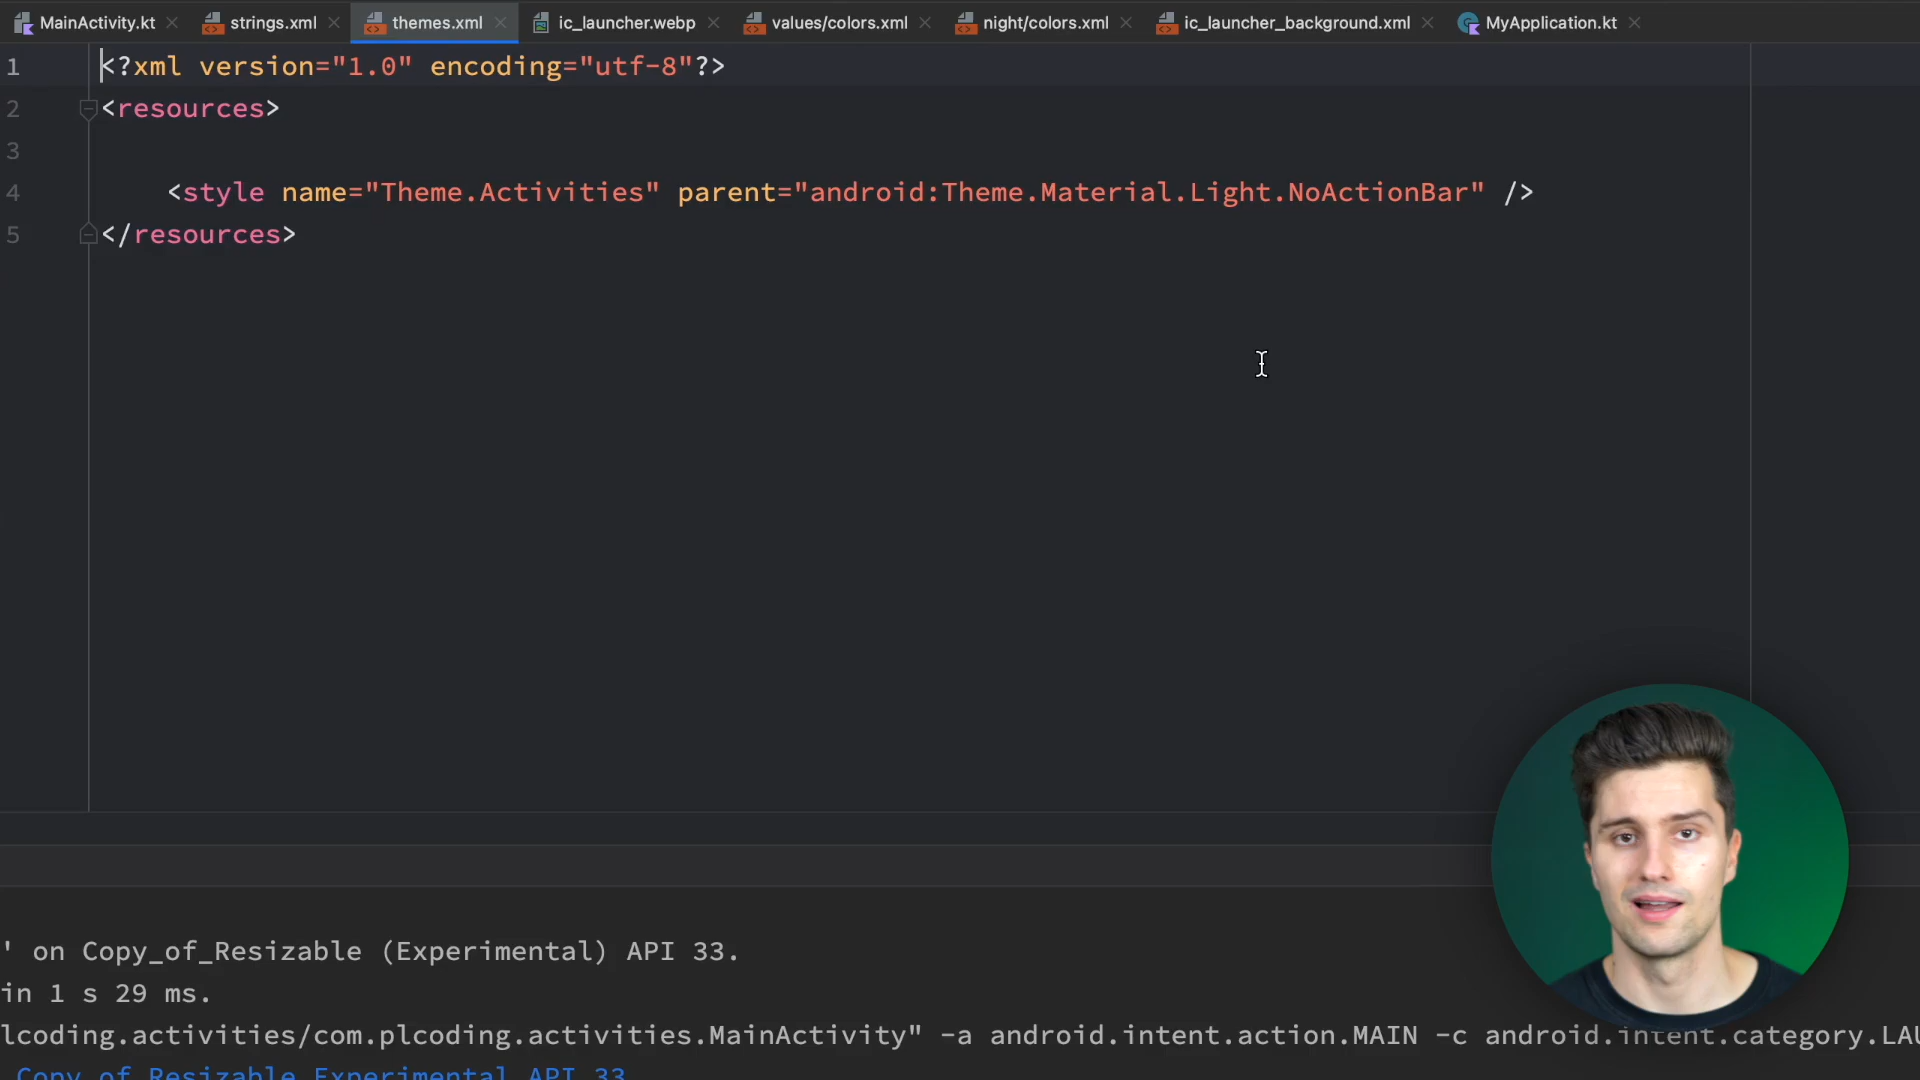 MainActivity.kt strings.xml themes.xml ic_launcher.webp values/colors.xml night/colors.xml ic_launcher_background.xml MyApplication.kt
1 <?xml version="1.0" encoding="utf-8"?>
2 <resources>
3
4 <style name="Theme.Activities" parent="android:Theme.Material.Light.NoActionBar" />
5 </resources>
' on Copy_of_Resizable (Experimental) API 33.
in 1 s 29 ms.
lcoding.activities/com.plcoding.activities.MainActivity" -a android.intent.action.MAIN -c android.intent.category.LAU
Copy_of_Resizable_Experimental_API_33